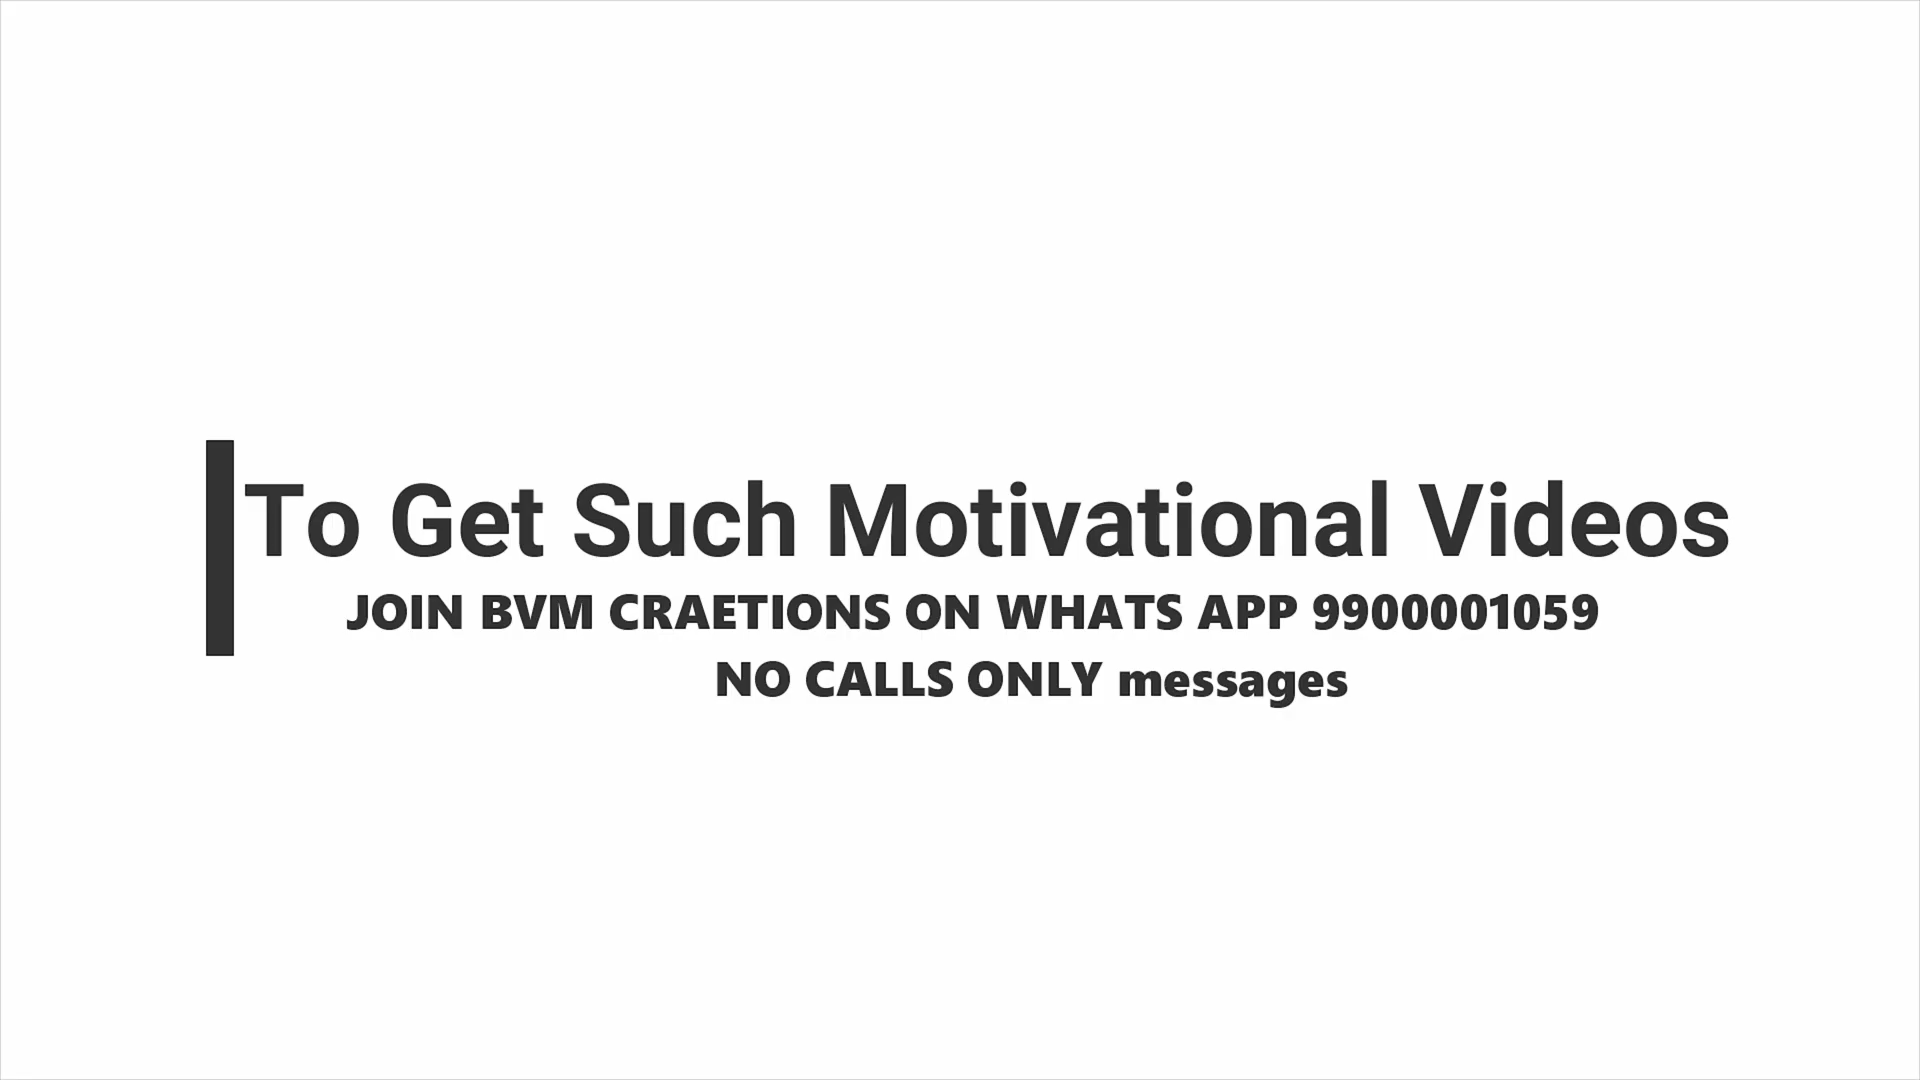 To Get Such Motivational Videos
JOIN BVM CRAETIONS ON WHATS APP 9900001059
NO CALLS ONLY messages